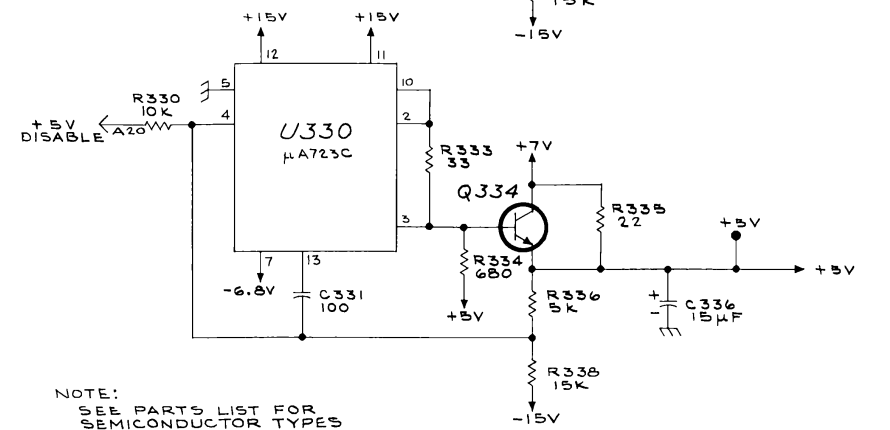 15K
-15V
+15V
+15V
12
11
5
10
R330
10K
4
2
+5V
DISABLE
A20
U330
µA723C
R333
33
+7V
Q334
3
R335
22
+5V
7
13
R334
680
+5V
-6.8V
C331
100
+5V
R336
5K
+
-
C336
15µF
R338
15K
-15V
NOTE:
SEE PARTS LIST FOR
SEMICONDUCTOR TYPES